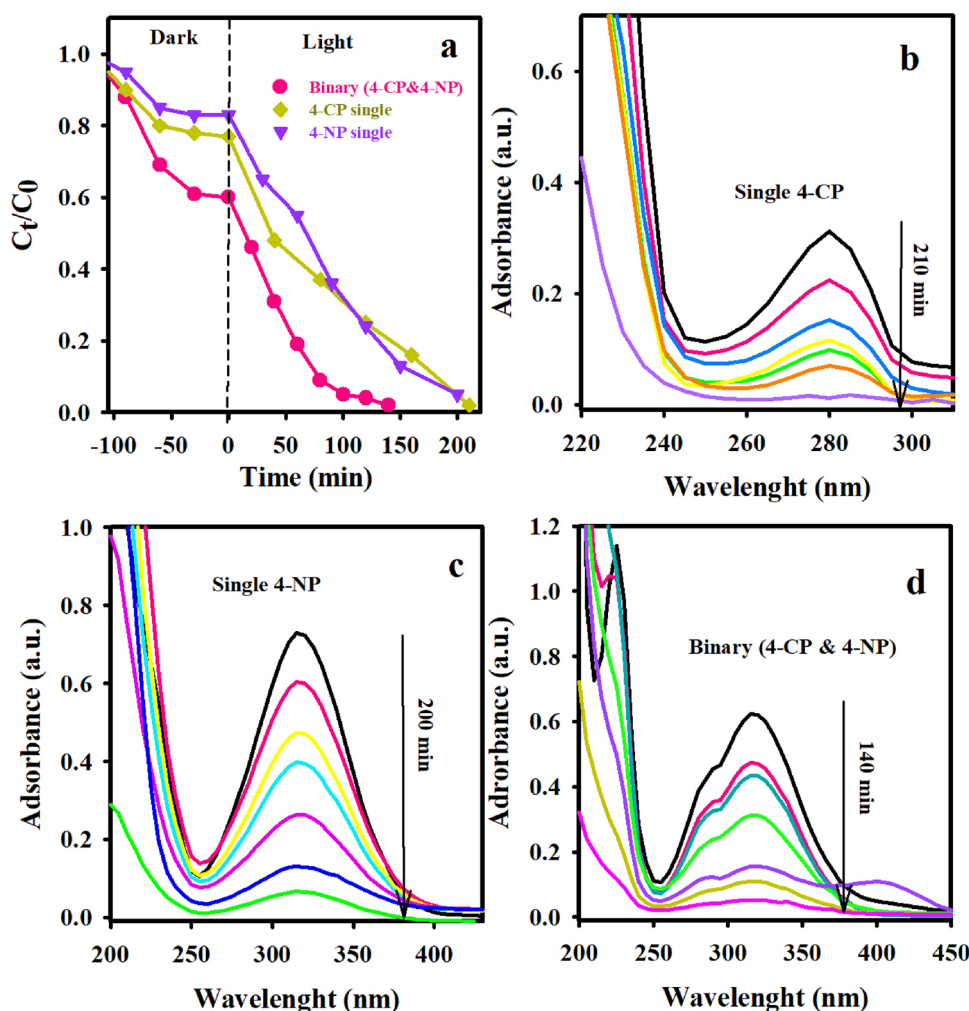 a
Dark
Light
Binary (4-CP&4-NP)
4-CP single
4-NP single
1.0
0.8
0.6
0.4
0.2
0.0
Ct/C0
-100 -50 0 50 100 150 200
Time (min)
b
Single 4-CP
210 min
0.6
0.4
0.2
0.0
Adsorbance (a.u.)
220 240 260 280 300
Wavelenght (nm)
c
Single 4-NP
200 min
1.0
0.8
0.6
0.4
0.2
0.0
Adsorbance (a.u.)
200 250 300 350 400
Wavelenght (nm)
d
Binary (4-CP & 4-NP)
140 min
1.2
1.0
0.8
0.6
0.4
0.2
0.0
Adrorbance (a.u.)
200 250 300 350 400 450
Wavelenght (nm)